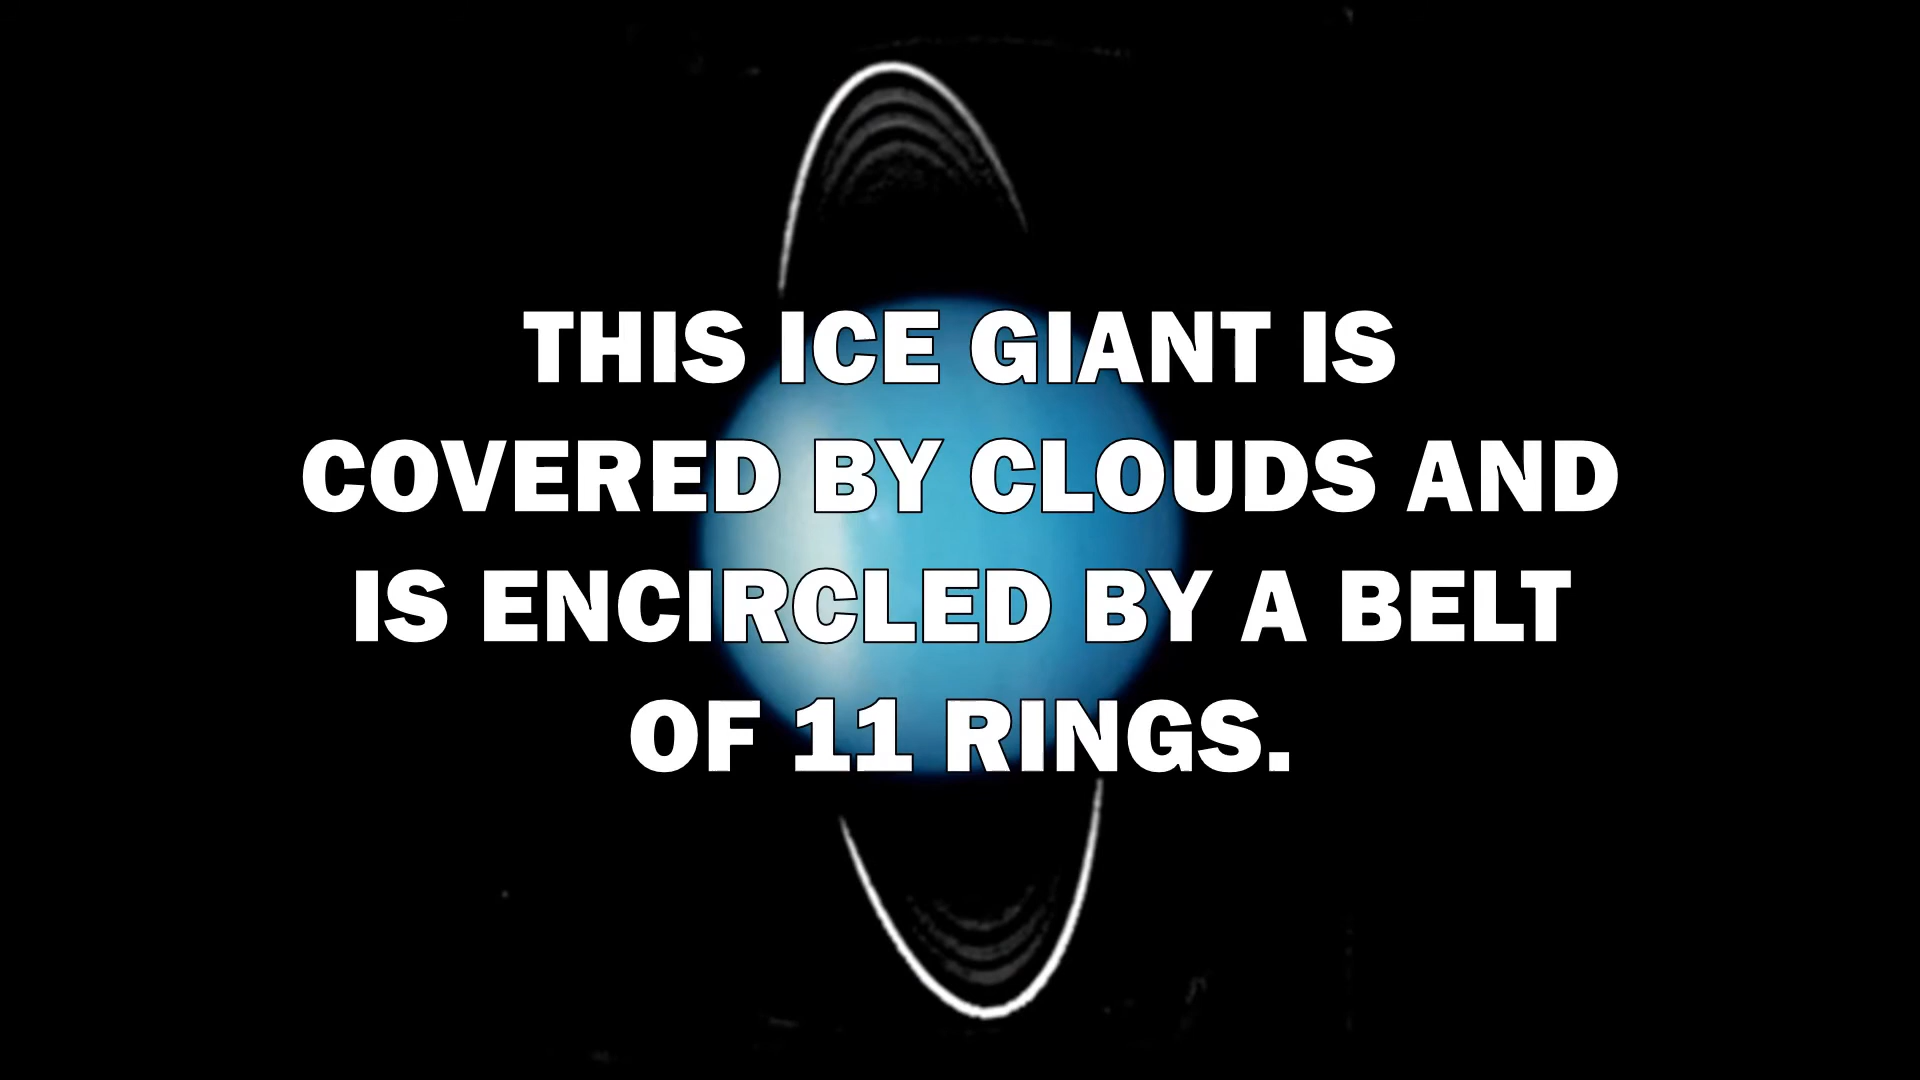 THIS ICE GIANT IS
COVERED BY CLOUDS AND
IS ENCIRCLED BY A BELT
OF 11 RINGS.